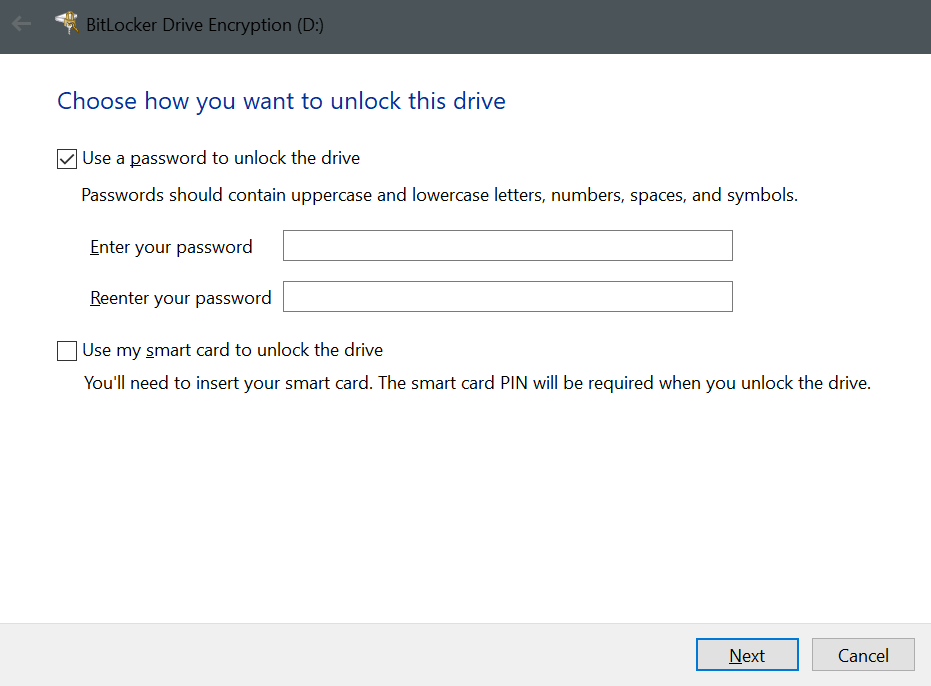 BitLocker Drive Encryption (D:)
Choose how you want to unlock this drive
Use a password to unlock the drive
Passwords should contain uppercase and lowercase letters, numbers, spaces, and symbols.
Enter your password
Reenter your password
Use my smart card to unlock the drive
You'll need to insert your smart card. The smart card PIN will be required when you unlock the drive.
Next
Cancel